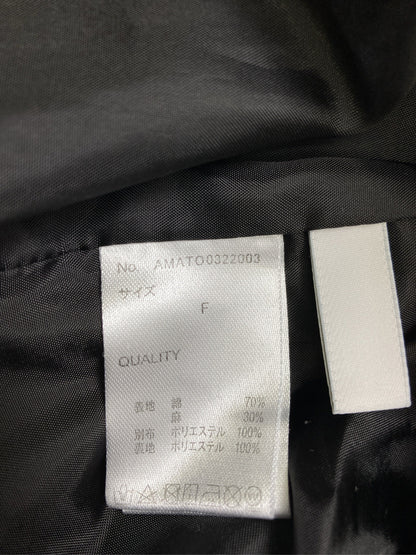 No. AMATO0322003
サイズ
F
QUALITY
表地 綿 70%
麻 30%
別布 ポリエステル 100%
裏地 ポリエステル 100%